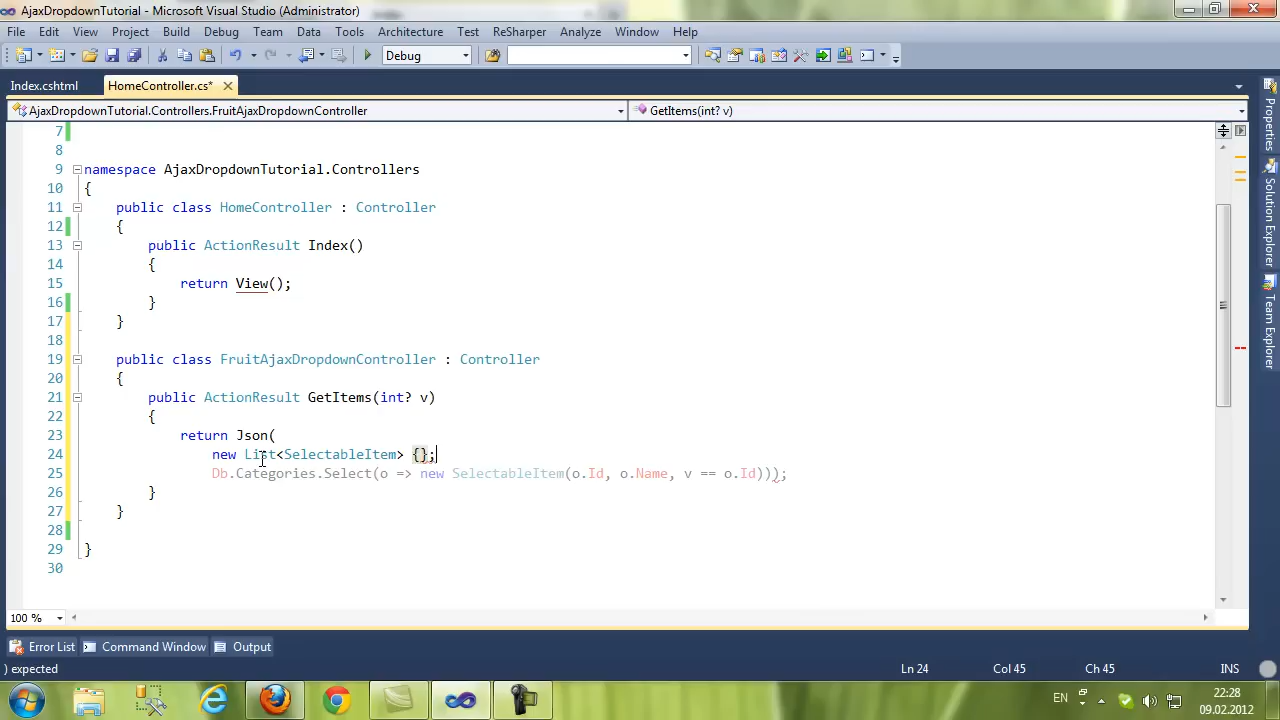 AjaxDropdownTutorial - Microsoft Visual Studio (Administrator)
File Edit View Project Build Debug Team Data Tools Architecture Test ReSharper Analyze Window Help
Debug
Index.cshtml HomeController.cs*
AjaxDropdownTutorial.Controllers.FruitAjaxDropdownController GetItems(int? v)
7
8
9 namespace AjaxDropdownTutorial.Controllers
10 {
11 public class HomeController : Controller
12 {
13 public ActionResult Index()
14 {
15 return View();
16 }
17 }
18
19 public class FruitAjaxDropdownController : Controller
20 {
21 public ActionResult GetItems(int? v)
22 {
23 return Json(
24 new List<SelectableItem> {};
25 Db.Categories.Select(o => new SelectableItem(o.Id, o.Name, v == o.Id)));
26 }
27 }
28
29 }
30
100 %
Error List Command Window Output
) expected Ln 24 Col 45 Ch 45 INS
EN 22:28
09.02.2012
Properties
Solution Explorer
Team Explorer